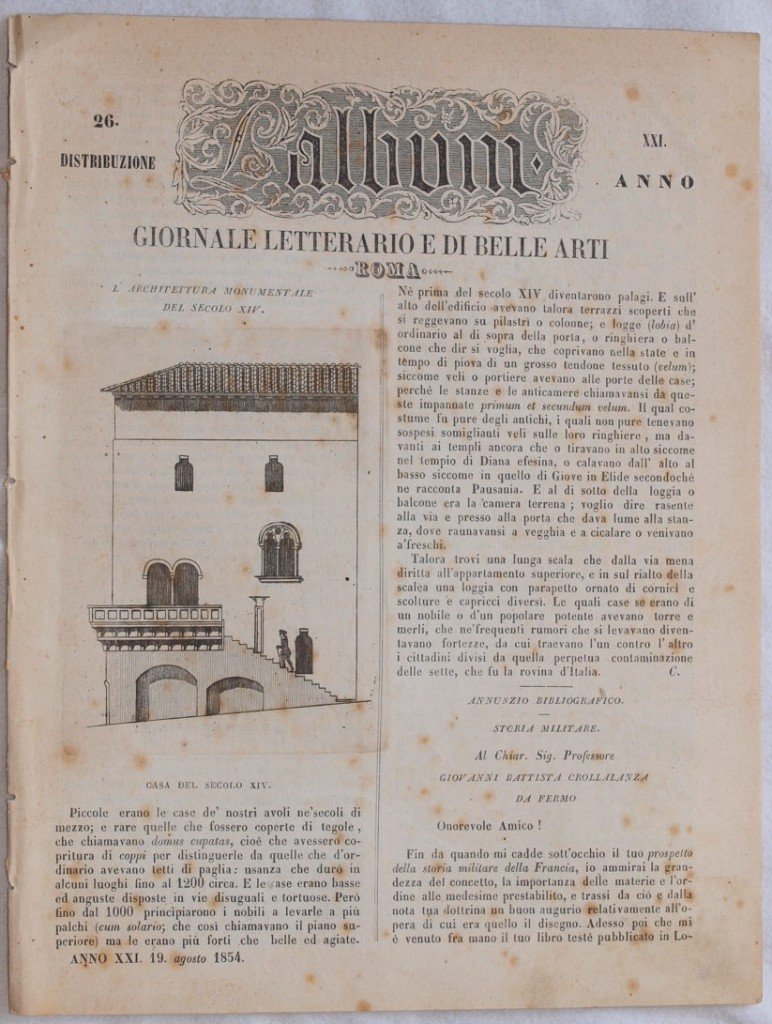 26.
DISTRIBUZIONE
L'album.
XXI.
ANNO
GIORNALE LETTERARIO E DI BELLE ARTI
ROMA
L'ARCHITETTURA MONUMENTALE
DEL SECOLO XIV.
CASA DEL SECOLO XIV.
Piccole erano le case de' nostri avoli ne'secoli di
mezzo; e rare quelle che fossero coperte di tegole,
che chiamavano domus cupatas, cioè che avessero co-
pritura di coppi per distinguerle da quelle che d'or-
dinario avevano tetti di paglia: usanza che durò in
alcuni luoghi fino al 1200 circa. E le case erano basse
ed anguste disposte in vie disuguali e tortuose. Però
fino dal 1000 principiarono i nobili a levarle a più
palchi (cum solario; che così chiamavano il piano su-
periore) ma le erano più forti che belle ed agiate.
ANNO XXI. 19. agosto 1854.
Nè prima del secolo XIV diventarono palagi. E sull'
alto dell'edificio avevano talora terrazzi scoperti che
si reggevano su pilastri o colonne; e logge (lobia) d'
ordinario al di sopra della porta, o ringhiera o bal-
cone che dir si voglia, che coprivano nella state e in
tempo di piova di un grosso tendone tessuto (velum);
siccome veli o portiere avevano alle porte delle case;
perchè le stanze e le anticamere chiamavansi da que-
ste impannate primum et secundum velum. Il qual co-
stume fu pure degli antichi, i quali non pure tenevano
sospesi somiglianti veli sulle loro ringhiere, ma da-
vanti ai templi ancora che o tiravano in alto siccome
nel tempio di Diana efesina, o calavano dall' alto al
basso siccome in quello di Giove in Elide secondochè
ne racconta Pausania. E al di sotto della loggia o
balcone era la camera terrena; voglio dire rasente
alla via e presso alla porta che dava lume alla stan-
za, dove raunavansi a vegghia e a cicalare o venivano
a'freschi.
Talora trovi una lunga scala che dalla via mena
diritta all'appartamento superiore, e in sul rialto della
scalea una loggia con parapetto ornato di cornici e
scolture e capricci diversi. Le quali case se erano di
un nobile o d'un popolare potente avevano torre e
merli, che ne'frequenti rumori che si levavano diven-
tavano fortezze, da cui traevano l'un contro l'altro
i cittadini divisi da quella perpetua contaminazione
delle sette, che fu la rovina d'Italia. C.
ANNUNZIO BIBLIOGRAFICO.
STORIA MILITARE.
Al Chiar. Sig. Professore
GIOVANNI BATTISTA CROLLALANZA
DA FERMO
Onorevole Amico!
Fin da quando mi cadde sott'occhio il tuo prospetto
della storia militare della Francia, io ammirai la gran-
dezza del concetto, la importanza delle materie e l'or-
dine alle medesime prestabilito, e trassi da ciò e dalla
nota tua dottrina un buon augurio relativamente all'o-
pera di cui era quello il disegno. Adesso poi che mi
è venuto fra mano il tuo libro testè pubblicato in Lo-